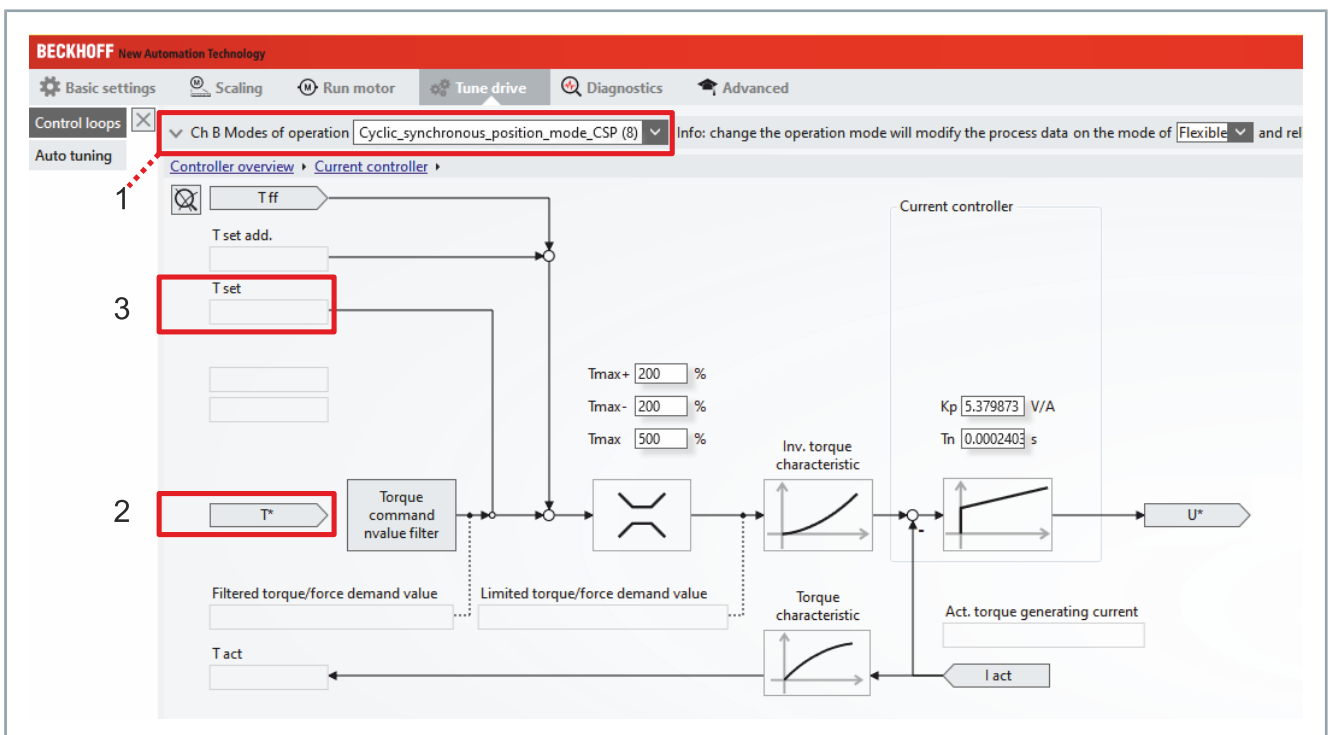 BECKHOFF New Automation Technology
Basic settings Scaling Run motor Tune drive Diagnostics Advanced
Control loops
Auto tuning
Ch B Modes of operation Cyclic_synchronous_position_mode_CSP (8) Info: change the operation mode will modify the process data on the mode of Flexible and rel
Controller overview Current controller
1
T ff
T set add.
3
T set
Current controller
Tmax+ 200 %
Tmax- 200 %
Tmax 500 %
Kp 5.379873 V/A
Tn 0.0002403 s
Inv. torque
characteristic
2
T*
Torque
command
nvalue filter
-
U*
Filtered torque/force demand value
Limited torque/force demand value
Torque
characteristic
Act. torque generating current
T act
I act